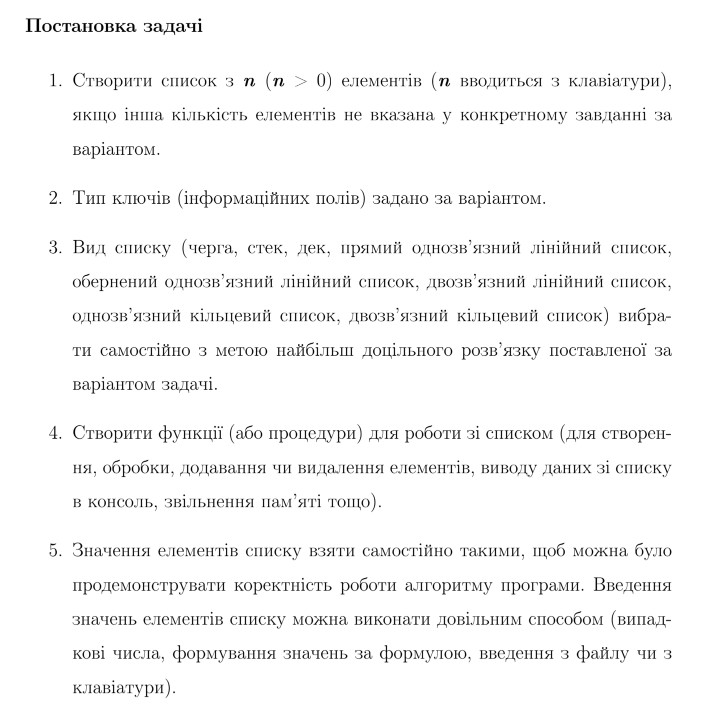 Постановка задачі
1. Створити список з n (n > 0) елементів (n вводиться з клавіатури),
якщо інша кількість елементів не вказана у конкретному завданні за
варіантом.
2. Тип ключів (інформаційних полів) задано за варіантом.
3. Вид списку (черга, стек, дек, прямий однозв'язний лінійний список,
обернений однозв'язний лінійний список, двозв'язний лінійний список,
однозв'язний кільцевий список, двозв'язний кільцевий список) вибра-
ти самостійно з метою найбільш доцільного розв'язку поставленої за
варіантом задачі.
4. Створити функції (або процедури) для роботи зі списком (для створен-
ня, обробки, додавання чи видалення елементів, виводу даних зі списку
в консоль, звільнення пам'яті тощо).
5. Значення елементів списку взяти самостійно такими, щоб можна було
продемонструвати коректність роботи алгоритму програми. Введення
значень елементів списку можна виконати довільним способом (випад-
кові числа, формування значень за формулою, введення з файлу чи з
клавіатури).